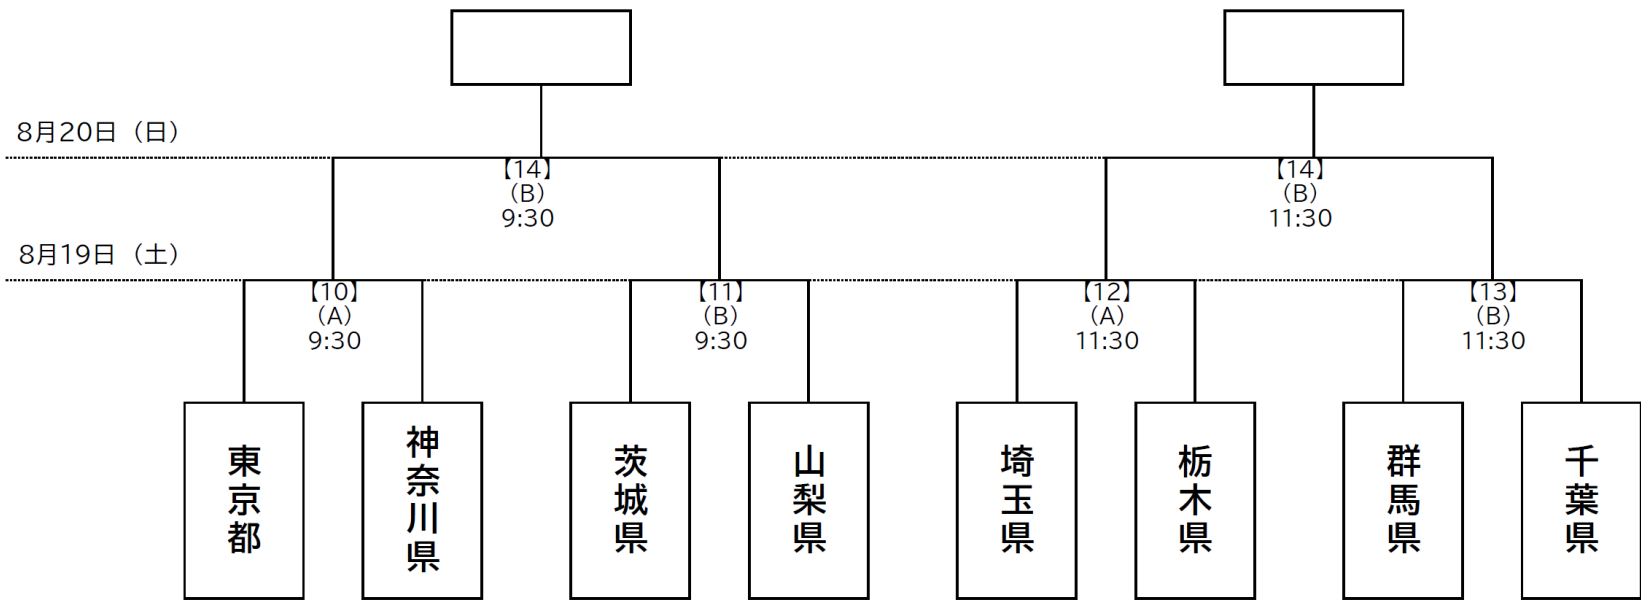 8月20日（日）
【14】
（B）
9:30
【14】
（B）
11:30
8月19日（土）
【10】
（A）
9:30
【11】
（B）
9:30
【12】
（A）
11:30
【13】
（B）
11:30
東京都
神奈川県
茨城県
山梨県
埼玉県
栃木県
群馬県
千葉県